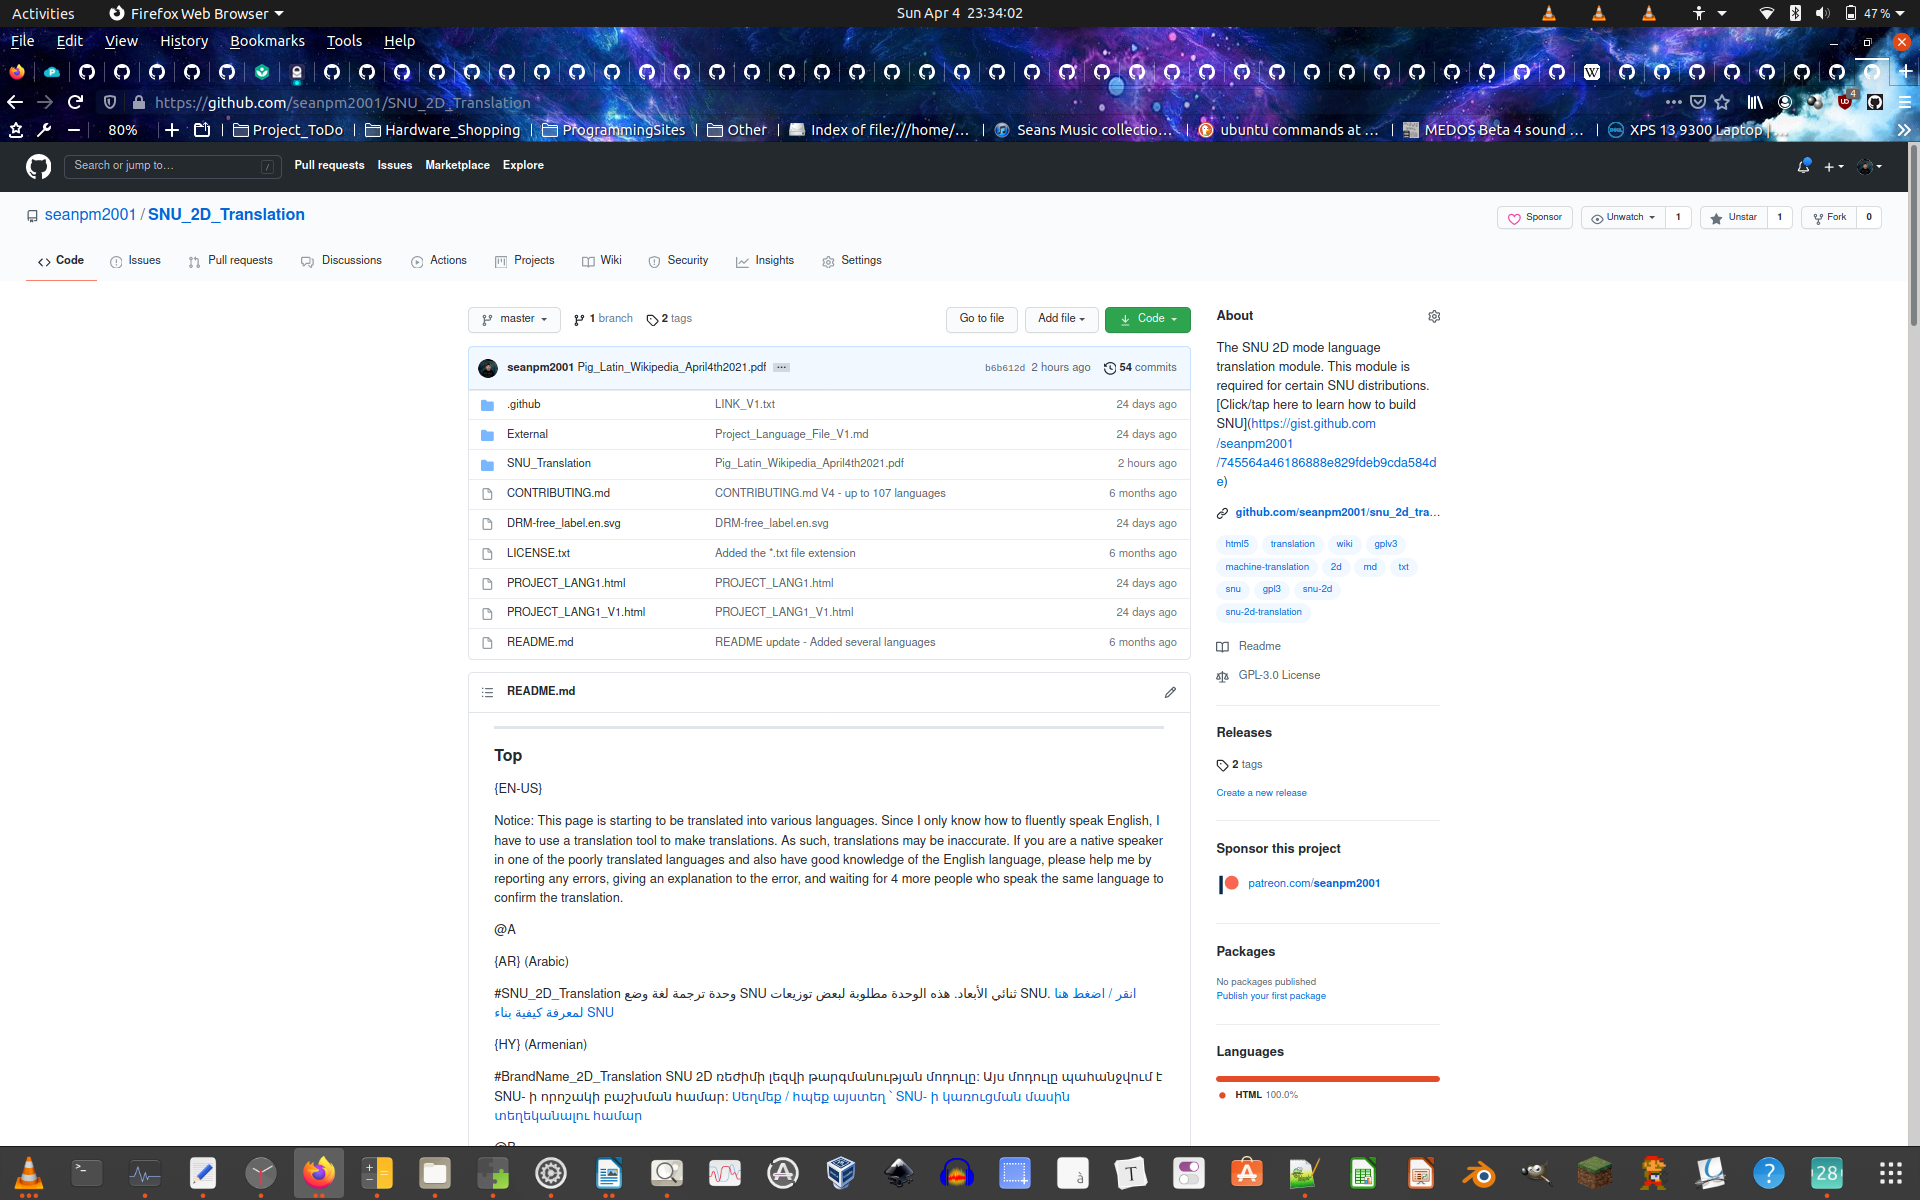 Activities
Firefox Web Browser
Sun Apr 4 23:34:02
47 %
File Edit View History Bookmarks Tools Help
https://github.com/seanpm2001/SNU_2D_Translation
4
80%
Project_ToDo
Hardware_Shopping
ProgrammingSites
Other
Index of file:///home/...
Seans Music collectio...
ubuntu commands at ...
MEDOS Beta 4 sound ...
XPS 13 9300 Laptop |
Search or jump to...
/
Pull requests Issues Marketplace Explore
seanpm2001 / SNU_2D_Translation
Sponsor
Unwatch 1
Unstar 1
Fork 0
Code
Issues
Pull requests
Discussions
Actions
Projects
Wiki
Security
Insights
Settings
master
1 branch
2 tags
Go to file
Add file
Code
seanpm2001 Pig_Latin_Wikipedia_April4th2021.pdf ... b6b612d 2 hours ago 54 commits
.github LINK_V1.txt 24 days ago
External Project_Language_File_V1.md 24 days ago
SNU_Translation Pig_Latin_Wikipedia_April4th2021.pdf 2 hours ago
CONTRIBUTING.md CONTRIBUTING.md V4 - up to 107 languages 6 months ago
DRM-free_label.en.svg DRM-free_label.en.svg 24 days ago
LICENSE.txt Added the *.txt file extension 6 months ago
PROJECT_LANG1.html PROJECT_LANG1.html 24 days ago
PROJECT_LANG1_V1.html PROJECT_LANG1_V1.html 24 days ago
README.md README update - Added several languages 6 months ago
README.md
Top
{EN-US}
Notice: This page is starting to be translated into various languages. Since I only know how to fluently speak English, I
have to use a translation tool to make translations. As such, translations may be inaccurate. If you are a native speaker
in one of the poorly translated languages and also have good knowledge of the English language, please help me by
reporting any errors, giving an explanation to the error, and waiting for 4 more people who speak the same language to
confirm the translation.
@A
{AR} (Arabic)
#SNU_2D_Translation وحدة ترجمة لغة وضع SNU ثنائي الأبعاد. هذه الوحدة مطلوبة لبعض توزيعات SNU. انقر / اضغط هنا
لمعرفة كيفية بناء SNU
{HY} (Armenian)
#BrandName_2D_Translation SNU 2D ռեժիմի լեզվի թարգմանության մոդուլը: Այս մոդուլը պահանջվում է
SNU- ի որոշակի բաշխման համար: Սեղմեք / հպեք այստեղ ՝ SNU- ի կառուցման մասին
տեղեկանալու համար
@B
About
The SNU 2D mode language
translation module. This module is
required for certain SNU distributions.
[Click/tap here to learn how to build
SNU](https://gist.github.com
/seanpm2001
/745564a46186888e829fdeb9cda584d
e)
github.com/seanpm2001/snu_2d_tra...
html5 translation wiki gplv3
machine-translation 2d md txt
snu gpl3 snu-2d
snu-2d-translation
Readme
GPL-3.0 License
Releases
2 tags
Create a new release
Sponsor this project
patreon.com/seanpm2001
Packages
No packages published
Publish your first package
Languages
HTML 100.0%
28